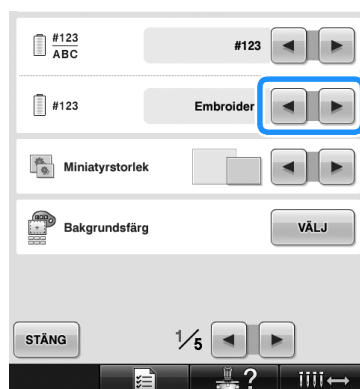 #123
ABC
#123
#123
Embroider
Miniatyrstorlek
Bakgrundsfärg
VÄLJ
STÄNG
1/5
?